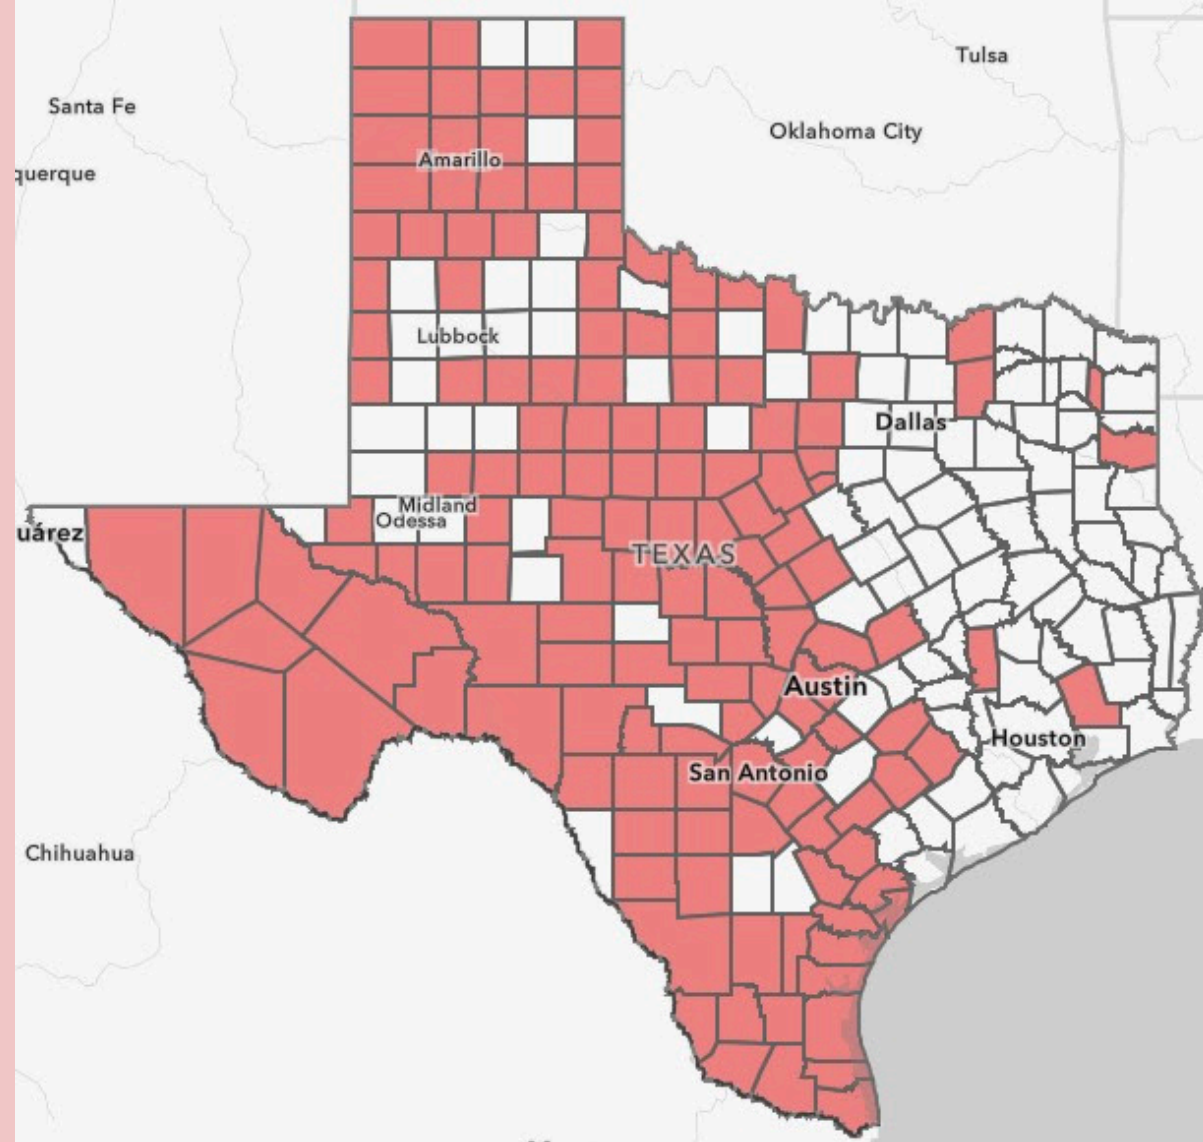 Tulsa
Santa Fe
Oklahoma City
Amarillo
querque
Lubbock
Dallas
Midland
Odessa
uárez
TEXAS
Austin
Houston
San Antonio
Chihuahua